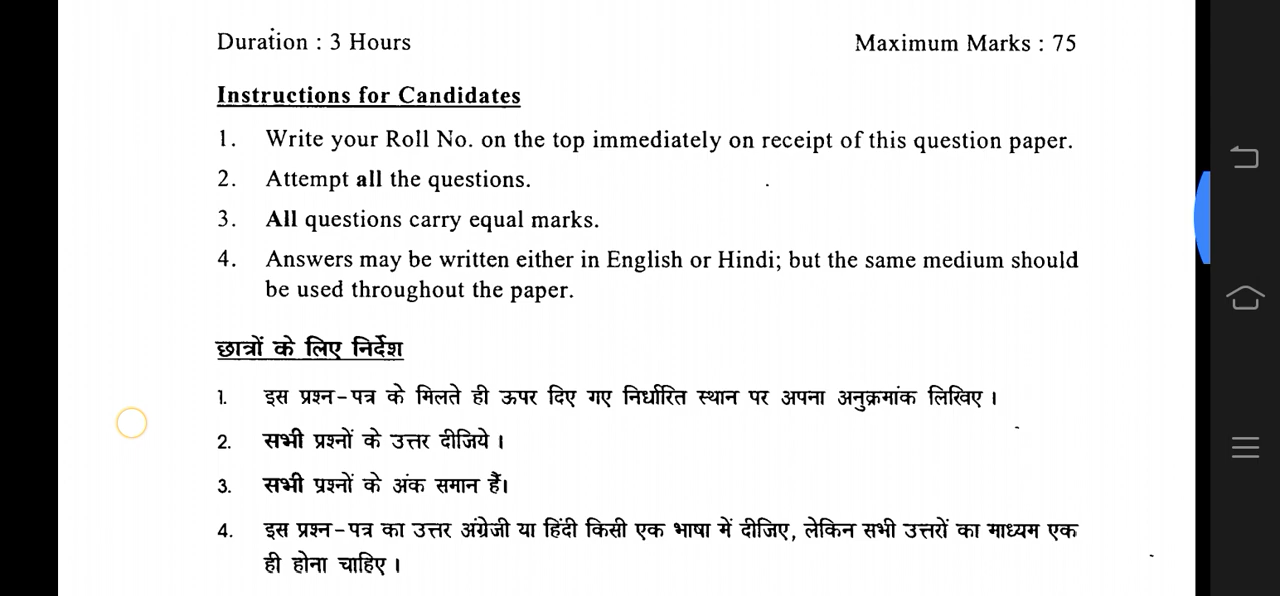 Duration : 3 Hours
Maximum Marks : 75
Instructions for Candidates
1. Write your Roll No. on the top immediately on receipt of this question paper.
2. Attempt all the questions.
3. All questions carry equal marks.
4. Answers may be written either in English or Hindi; but the same medium should
be used throughout the paper.
छात्रों के लिए निर्देश
1. इस प्रश्न-पत्र के मिलते ही ऊपर दिए गए निर्धारित स्थान पर अपना अनुक्रमांक लिखिए ।
2. सभी प्रश्नों के उत्तर दीजिये ।
3. सभी प्रश्नों के अंक समान हैं।
4. इस प्रश्न-पत्र का उत्तर अंग्रेजी या हिंदी किसी एक भाषा में दीजिए, लेकिन सभी उत्तरों का माध्यम एक
ही होना चाहिए ।